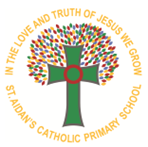 IN THE LOVE AND TRUTH OF JESUS WE GROW
ST. AIDAN'S CATHOLIC PRIMARY SCHOOL